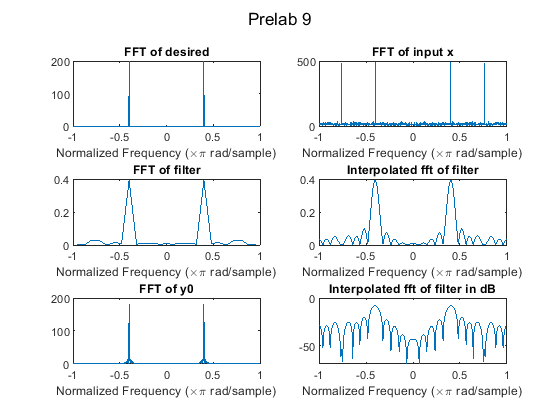 Prelab 9
FFT of desired
200
100
0
-1 -0.5 0 0.5 1
Normalized Frequency (×π rad/sample)
FFT of input x
500
0
-1 -0.5 0 0.5 1
Normalized Frequency (×π rad/sample)
FFT of filter
0.4
0.2
0
-1 -0.5 0 0.5 1
Normalized Frequency (×π rad/sample)
Interpolated fft of filter
0.4
0.2
0
-1 -0.5 0 0.5 1
Normalized Frequency (×π rad/sample)
FFT of y0
200
100
0
-1 -0.5 0 0.5 1
Normalized Frequency (×π rad/sample)
Interpolated fft of filter in dB
0
-50
-1 -0.5 0 0.5 1
Normalized Frequency (×π rad/sample)